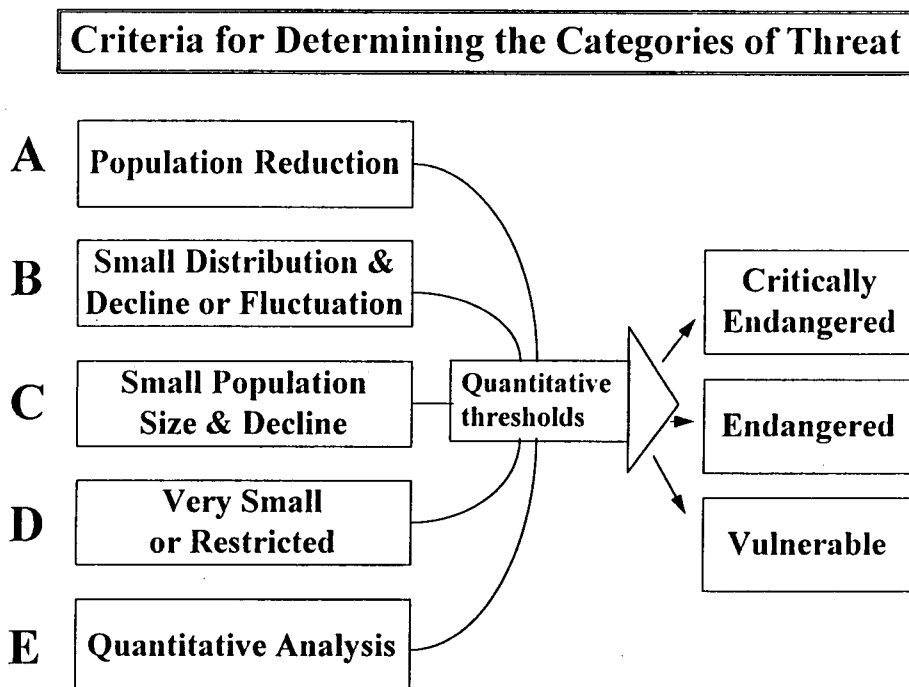 Criteria for Determining the Categories of Threat
A
Population Reduction
B
Small Distribution &
Decline or Fluctuation
C
Small Population
Size & Decline
D
Very Small
or Restricted
E
Quantitative Analysis
Quantitative
thresholds
Critically
Endangered
Endangered
Vulnerable